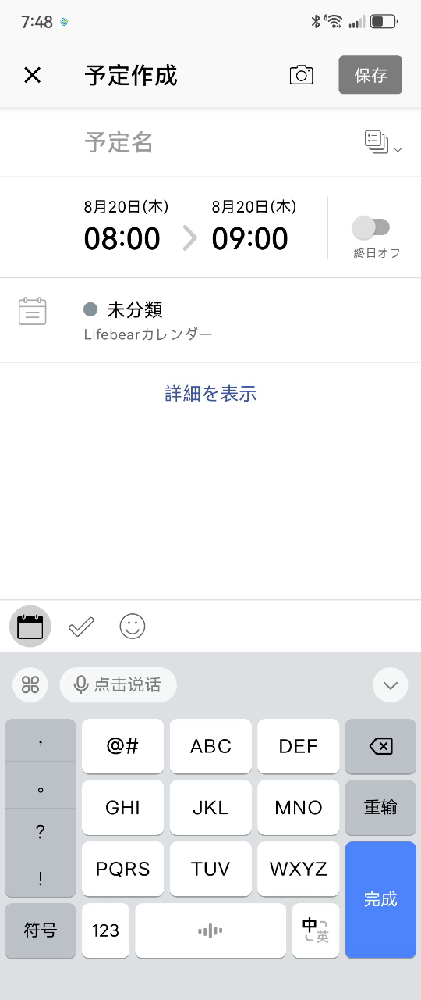 7:48
予定作成
保存
予定名
8月20日(木)
8月20日(木)
08:00
09:00
終日オフ
未分類
Lifebearカレンダー
詳細を表示
点击说话
,
@#
ABC
DEF
。
GHI
JKL
MNO
重输
?
!
PQRS
TUV
WXYZ
完成
符号
123
中
英